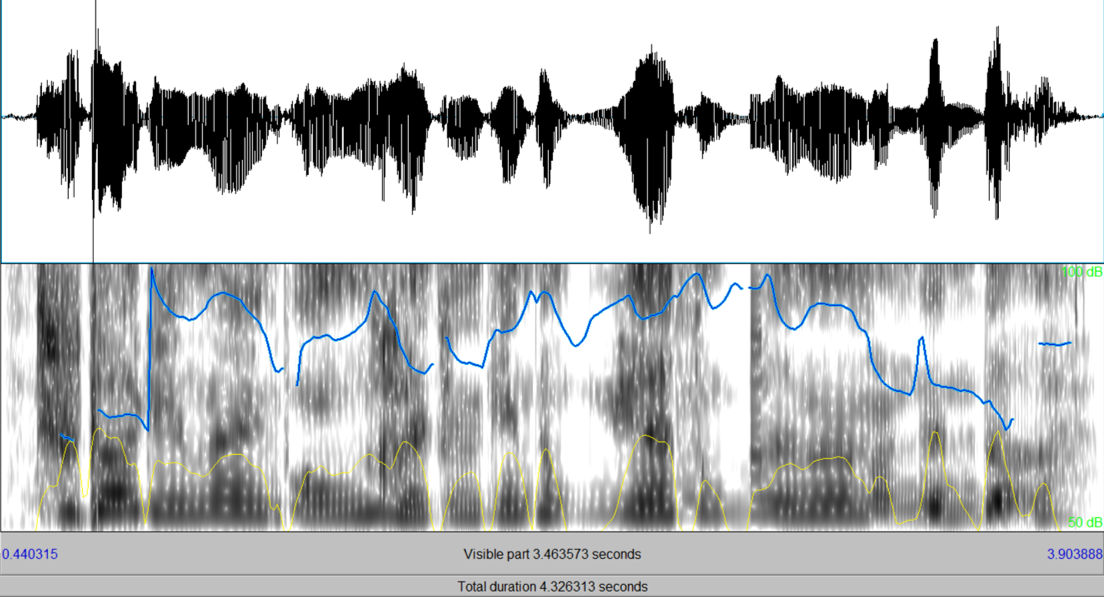 100 dB
50 dB
0.440315 Visible part 3.463573 seconds 3.903888
Total duration 4.326313 seconds